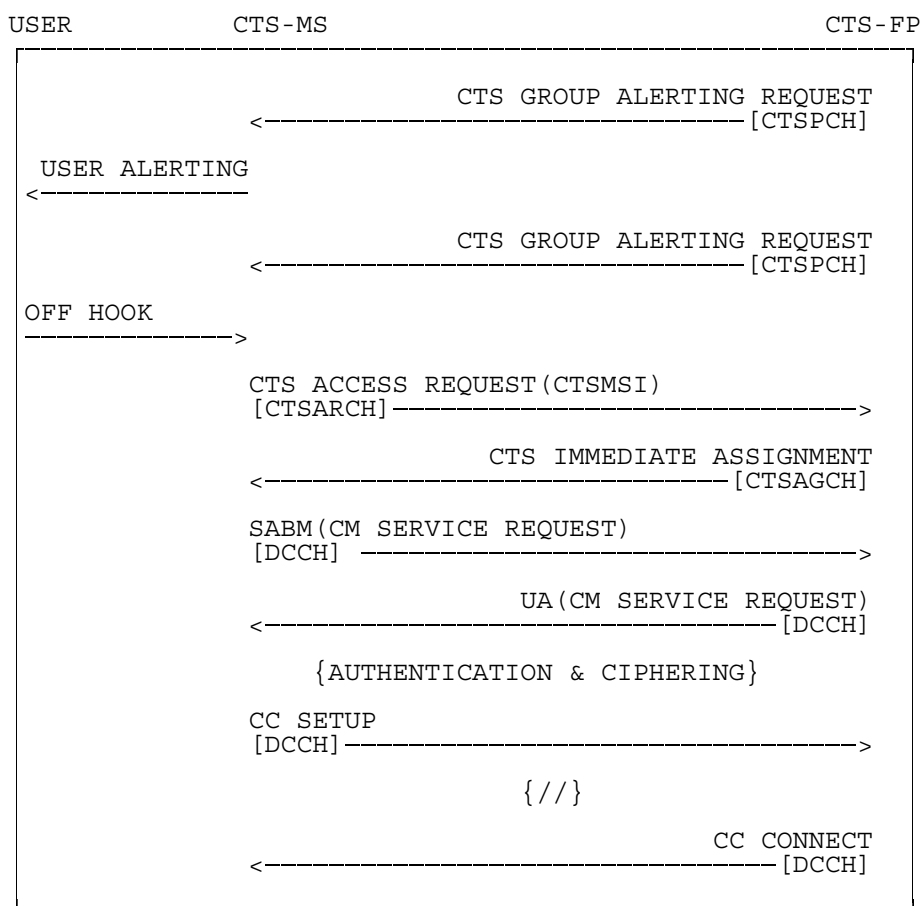 USER CTS-MS CTS-FP
CTS GROUP ALERTING REQUEST
<------------------------------[CTSPCH]
USER ALERTING
<-------------
CTS GROUP ALERTING REQUEST
<------------------------------[CTSPCH]
OFF HOOK
------------->
CTS ACCESS REQUEST(CTSMSI)
[CTSARCH]----------------------------->
CTS IMMEDIATE ASSIGNMENT
<-----------------------------[CTSAGCH]
SABM(CM SERVICE REQUEST)
[DCCH] ------------------------------->
UA(CM SERVICE REQUEST)
<--------------------------------[DCCH]
{AUTHENTICATION & CIPHERING}
CC SETUP
[DCCH]-------------------------------->
{//}
CC CONNECT
<--------------------------------[DCCH]